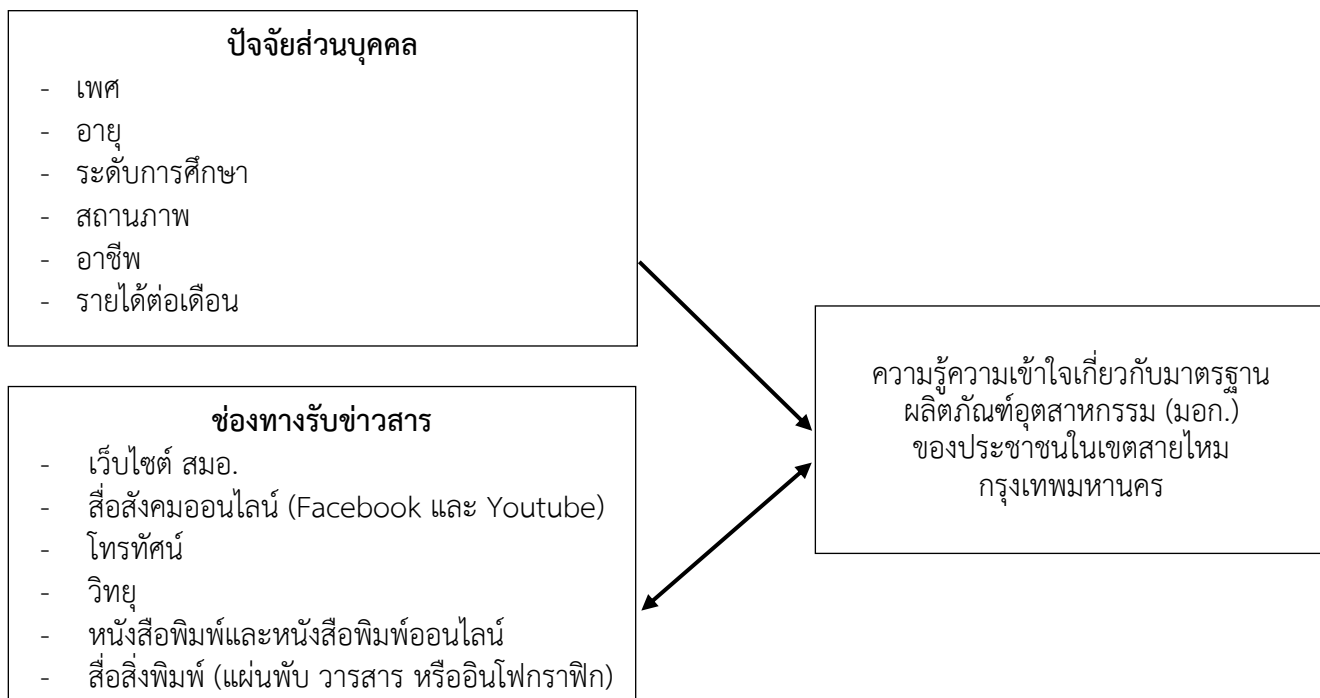 ปัจจัยส่วนบุคคล
- เพศ
- อายุ
- ระดับการศึกษา
- สถานภาพ
- อาชีพ
- รายได้ต่อเดือน
ช่องทางรับข่าวสาร
- เว็บไซต์ สมอ.
- สื่อสังคมออนไลน์ (Facebook และ Youtube)
- โทรทัศน์
- วิทยุ
- หนังสือพิมพ์และหนังสือพิมพ์ออนไลน์
- สื่อสิ่งพิมพ์ (แผ่นพับ วารสาร หรืออินโฟกราฟิก)
ความรู้ความเข้าใจเกี่ยวกับมาตรฐาน
ผลิตภัณฑ์อุตสาหกรรม (มอก.)
ของประชาชนในเขตสายไหม
กรุงเทพมหานคร